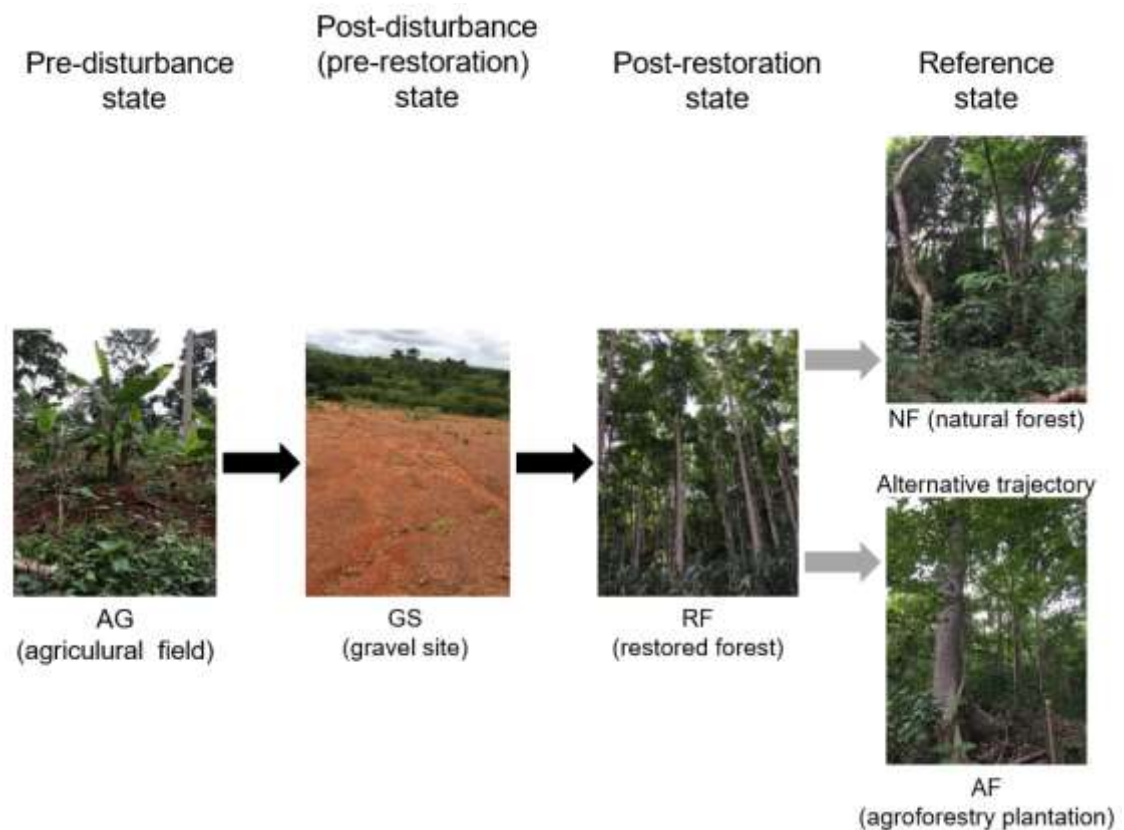 Pre-disturbance
state
Post-disturbance
(pre-restoration)
state
Post-restoration
state
Reference
state
NF (natural forest)
Alternative trajectory
AG
(agriculural field)
GS
(gravel site)
RF
(restored forest)
AF
(agroforestry plantation)